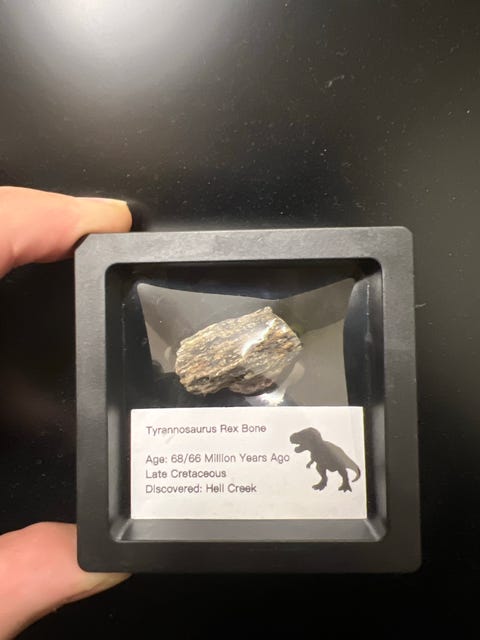 Tyrannosaurus Rex Bone
Age: 68/66 Million Years Ago
Late Cretaceous
Discovered: Hell Creek